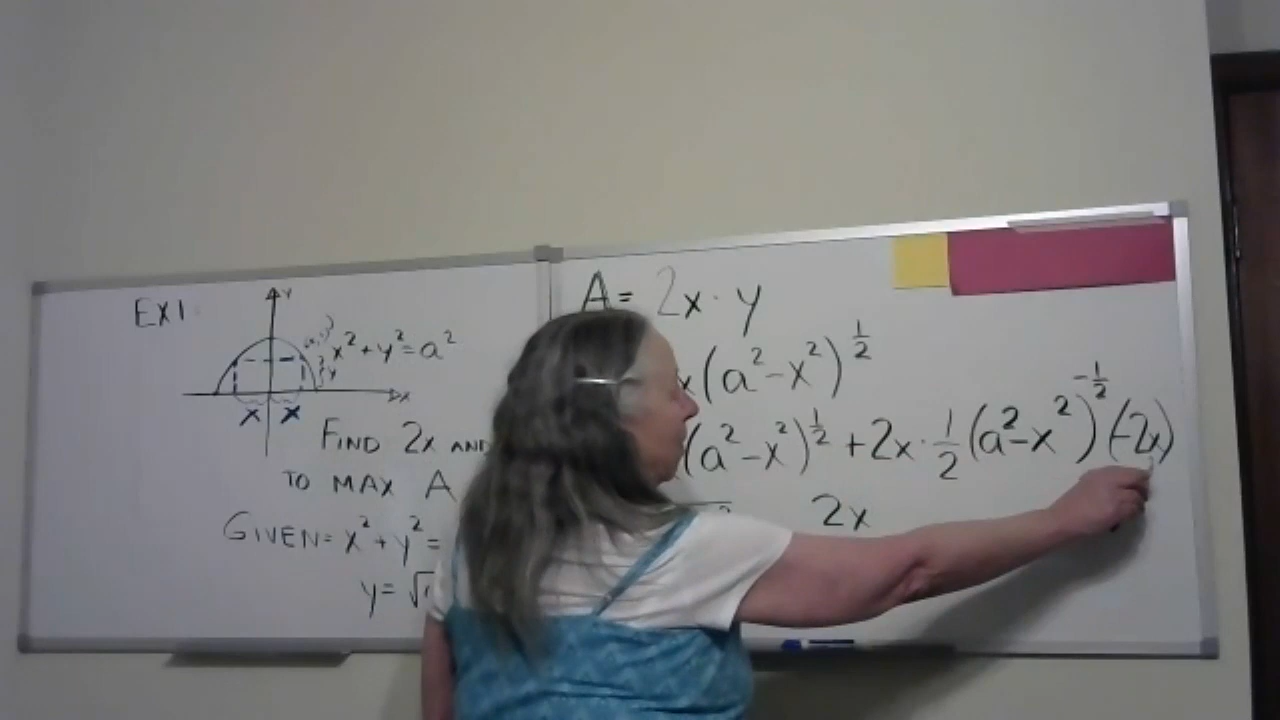 EX1.
Y
x² + y² = a²
y
x
x x
FIND 2x AND
TO MAX A
GIVEN = x² + y² =
y = √
A = 2x · y
x(a² - x²)^½
(a² - x²)^½ + 2x · 1/2 (a² - x²)^-½ (-2x)
2x